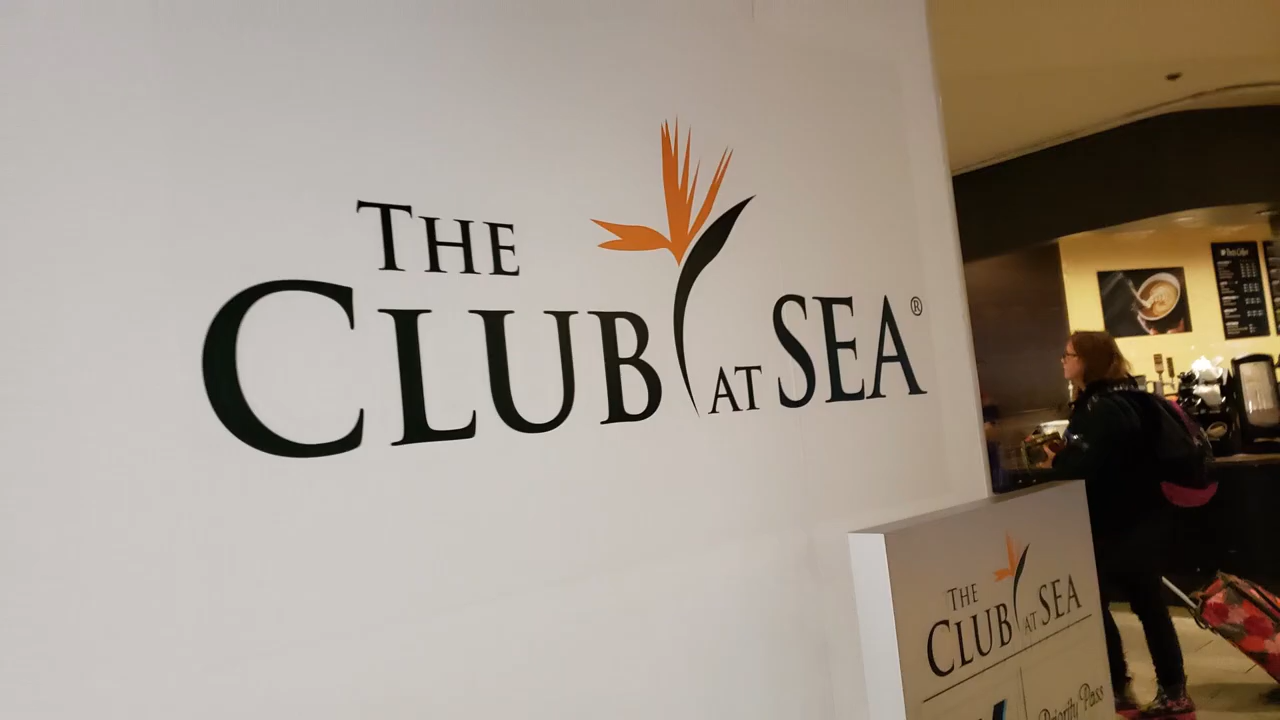 THE
CLUB AT SEA®
THE
CLUB AT SEA
Priority Pass